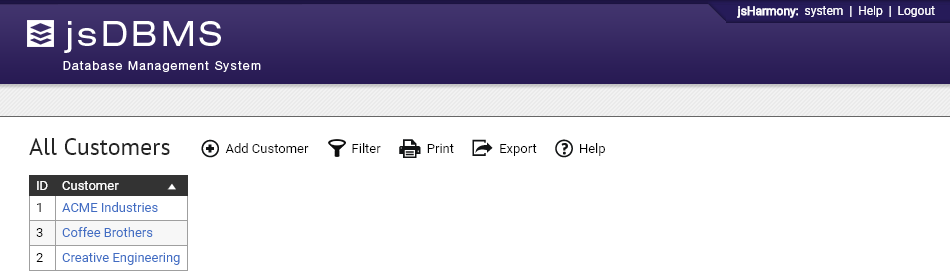 jsHarmony: system | Help | Logout
jsDBMS
Database Management System
All Customers Add Customer Filter Print Export Help
ID Customer
1 ACME Industries
3 Coffee Brothers
2 Creative Engineering